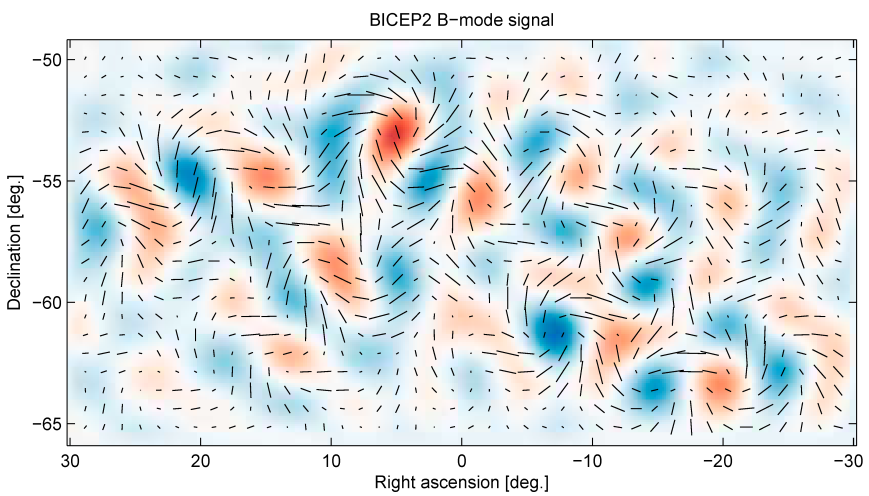 BICEP2 B−mode signal
−50
−55
−60
−65
Declination [deg.]
30 20 10 0 −10 −20 −30
Right ascension [deg.]